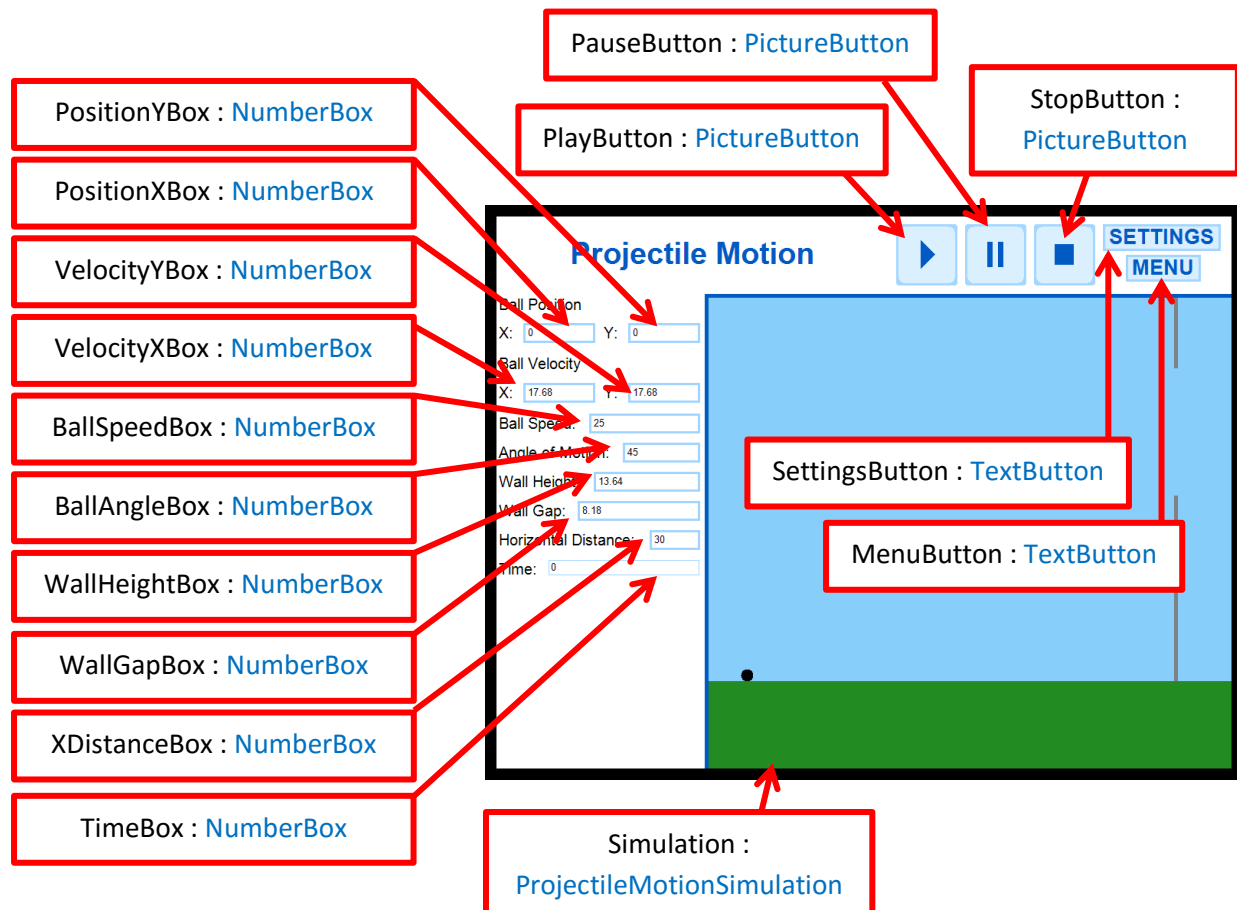 PauseButton : PictureButton
PositionYBox : NumberBox
StopButton :
PictureButton
PlayButton : PictureButton
PositionXBox : NumberBox
VelocityYBox : NumberBox
VelocityXBox : NumberBox
BallSpeedBox : NumberBox
BallAngleBox : NumberBox
WallHeightBox : NumberBox
WallGapBox : NumberBox
XDistanceBox : NumberBox
TimeBox : NumberBox
Projectile Motion
SETTINGS
MENU
Ball Position
X: 0 Y: 0
Ball Velocity
X: 17.68 Y: 17.68
Ball Speed: 25
Angle of Motion: 45
Wall Height: 13.64
Wall Gap: 8.18
Horizontal Distance: 30
Time: 0
SettingsButton : TextButton
MenuButton : TextButton
Simulation :
ProjectileMotionSimulation